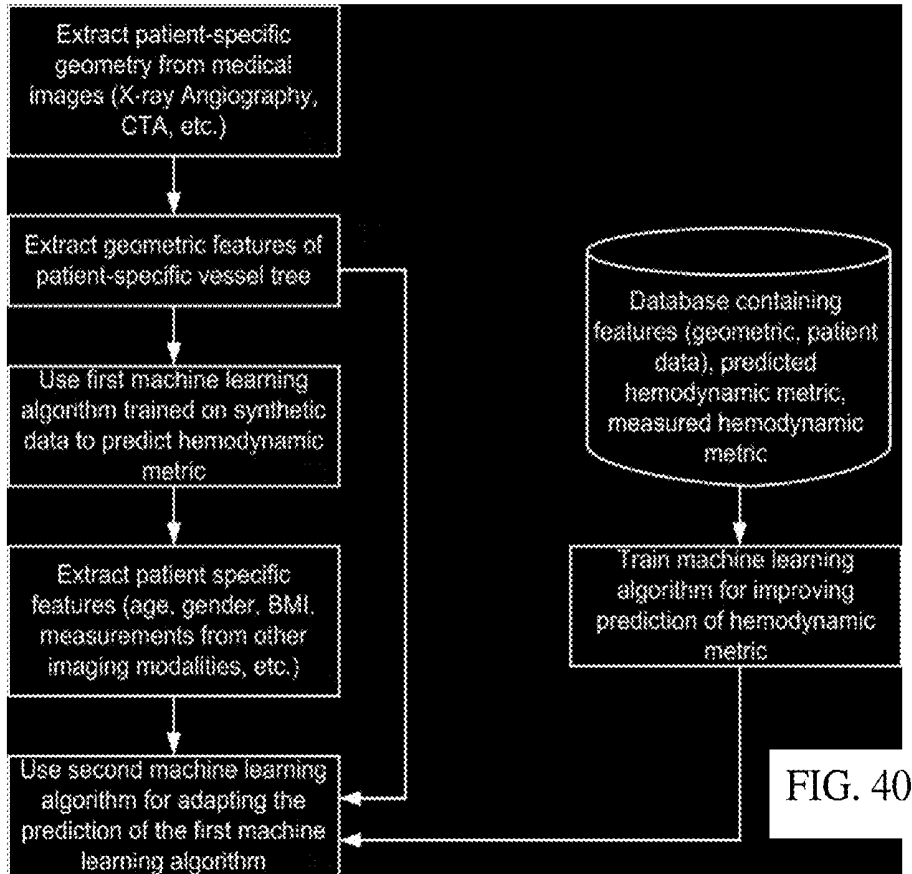 Extract patient-specific
geometry from medical
images (X-ray Angiography,
CTA, etc.)
Extract geometric features of
patient-specific vessel tree
Use first machine learning
algorithm trained on synthetic
data to predict hemodynamic
metric
Extract patient specific
features (age, gender, BMI,
measurements from other
imaging modalities, etc.)
Use second machine learning
algorithm for adapting the
prediction of the first machine
learning algorithm
Database containing
features (geometric, patient
data), predicted
hemodynamic metric,
measured hemodynamic
metric
Train machine learning
algorithm for improving
prediction of hemodynamic
metric
FIG. 40